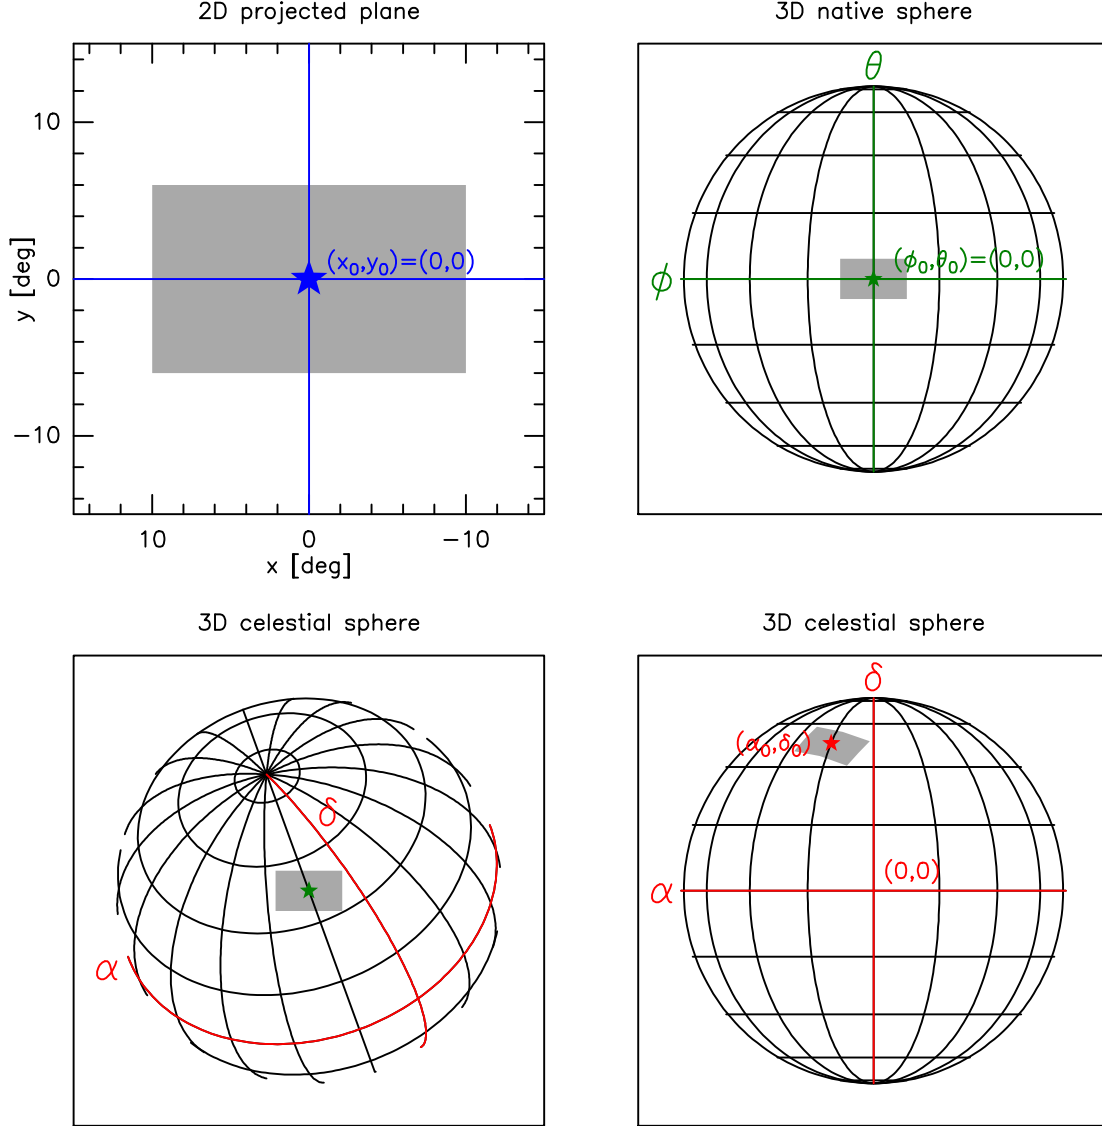 2D projected plane
3D native sphere
θ
10
y [deg]
0
(x₀,y₀)=(0,0)
ϕ
(ϕ₀,θ₀)=(0,0)
−10
10
0
−10
x [deg]
3D celestial sphere
3D celestial sphere
δ
(α₀,δ₀)
δ
(0,0)
α
α